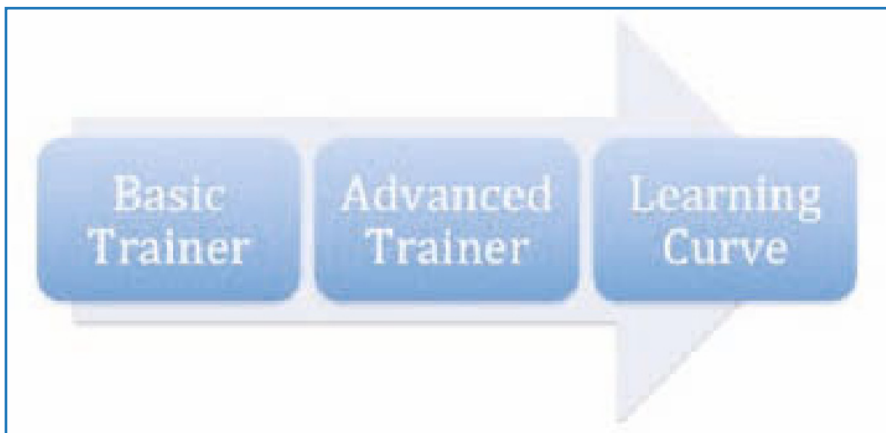 Basic
Trainer
Advanced
Trainer
Learning
Curve